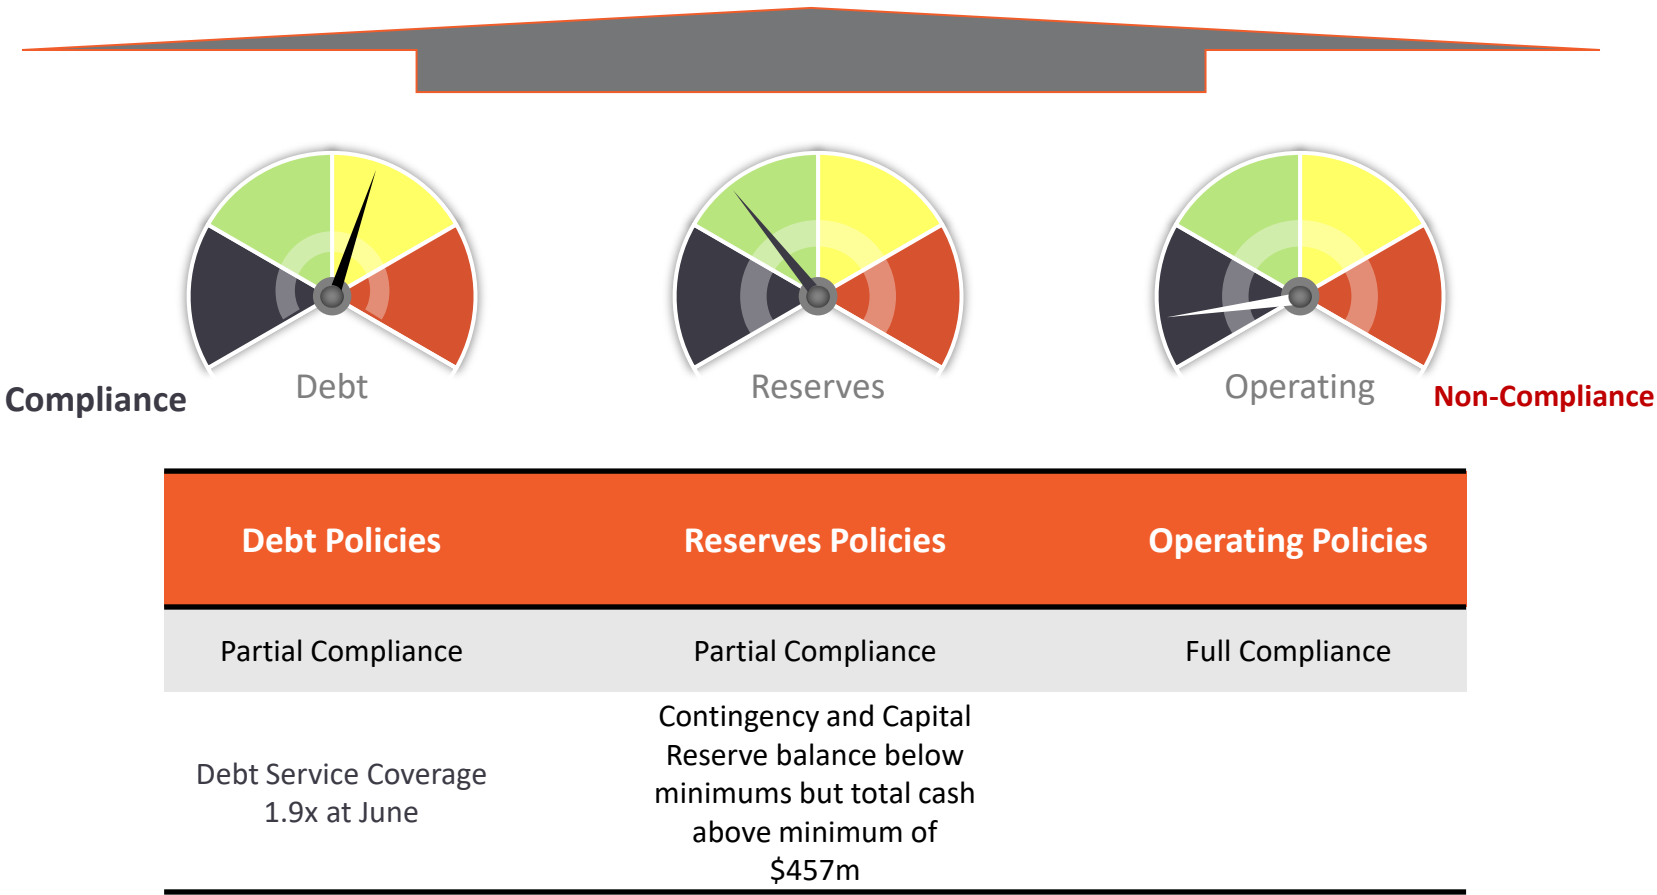 Debt
Reserves
Operating
Compliance
Non-Compliance
Debt Policies
Reserves Policies
Operating Policies
Partial Compliance
Partial Compliance
Full Compliance
Debt Service Coverage
1.9x at June
Contingency and Capital
Reserve balance below
minimums but total cash
above minimum of
$457m